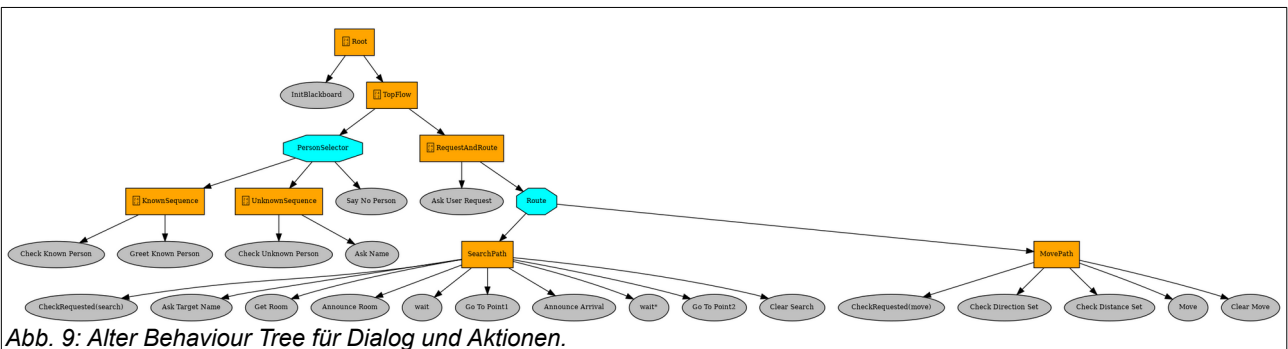 Root
InitBlackboard
TopFlow
PersonSelector
RequestAndRoute
KnownSequence
UnknownSequence
Say No Person
Ask User Request
Route
Check Known Person
Greet Known Person
Check Unknown Person
Ask Name
SearchPath
MovePath
CheckRequested(search)
Ask Target Name
Get Room
Announce Room
wait
Go To Point1
Announce Arrival
wait*
Go To Point2
Clear Search
CheckRequested(move)
Check Direction Set
Check Distance Set
Move
Clear Move
Abb. 9: Alter Behaviour Tree für Dialog und Aktionen.